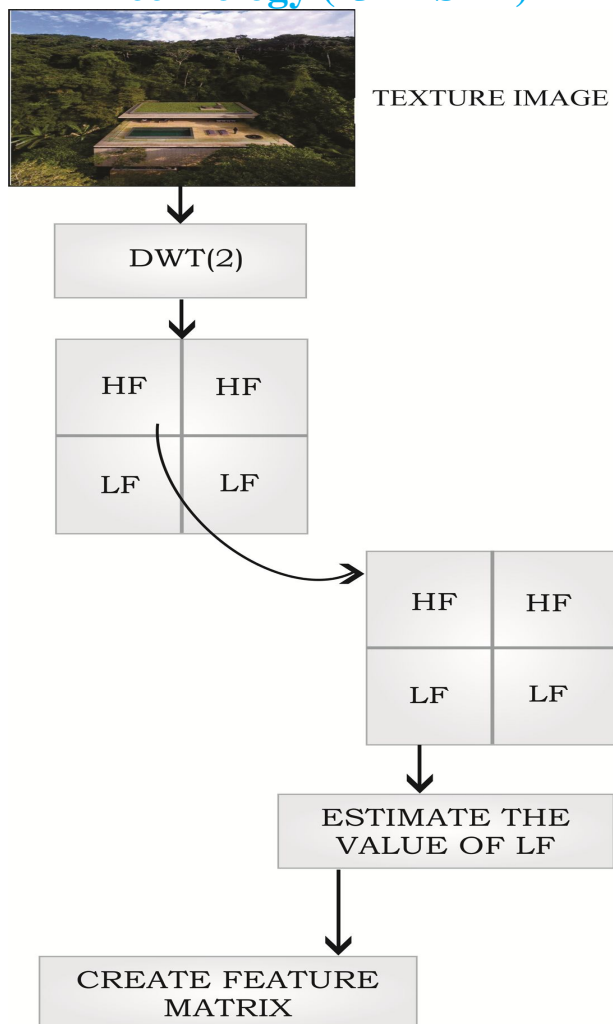 TEXTURE IMAGE
DWT(2)
HF HF
LF LF
HF HF
LF LF
ESTIMATE THE
VALUE OF LF
CREATE FEATURE
MATRIX